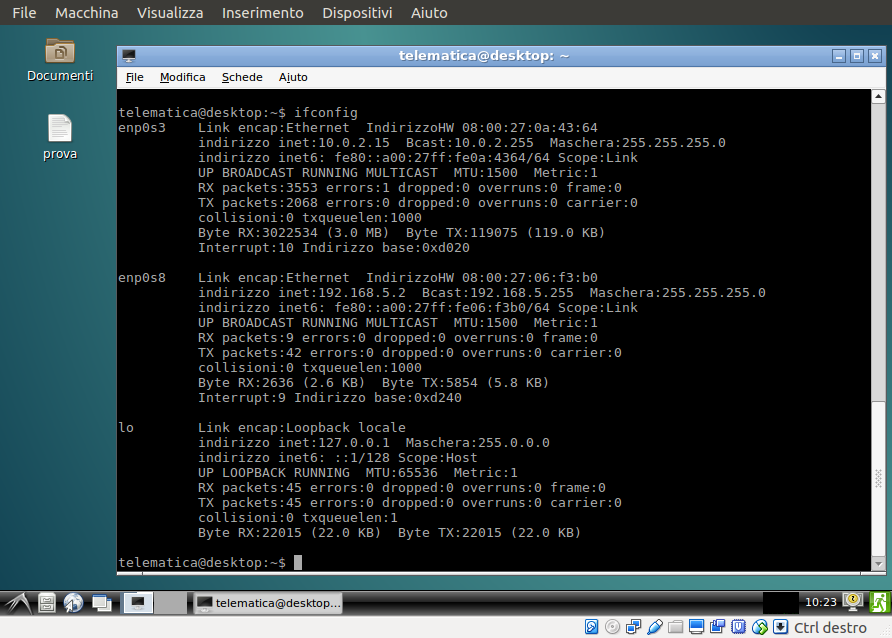 File Macchina Visualizza Inserimento Dispositivi Aiuto
Documenti
prova
telematica@desktop: ~
File Modifica Schede Aiuto
telematica@desktop:~$ ifconfig
enp0s3    Link encap:Ethernet  IndirizzoHW 08:00:27:0a:43:64
          indirizzo inet:10.0.2.15  Bcast:10.0.2.255  Maschera:255.255.255.0
          indirizzo inet6: fe80::a00:27ff:fe0a:4364/64 Scope:Link
          UP BROADCAST RUNNING MULTICAST  MTU:1500  Metric:1
          RX packets:3553 errors:1 dropped:0 overruns:0 frame:0
          TX packets:2068 errors:0 dropped:0 overruns:0 carrier:0
          collisioni:0 txqueuelen:1000
          Byte RX:3022534 (3.0 MB)  Byte TX:119075 (119.0 KB)
          Interrupt:10 Indirizzo base:0xd020
enp0s8    Link encap:Ethernet  IndirizzoHW 08:00:27:06:f3:b0
          indirizzo inet:192.168.5.2  Bcast:192.168.5.255  Maschera:255.255.255.0
          indirizzo inet6: fe80::a00:27ff:fe06:f3b0/64 Scope:Link
          UP BROADCAST RUNNING MULTICAST  MTU:1500  Metric:1
          RX packets:9 errors:0 dropped:0 overruns:0 frame:0
          TX packets:42 errors:0 dropped:0 overruns:0 carrier:0
          collisioni:0 txqueuelen:1000
          Byte RX:2636 (2.6 KB)  Byte TX:5854 (5.8 KB)
          Interrupt:9 Indirizzo base:0xd240
lo        Link encap:Loopback locale
          indirizzo inet:127.0.0.1  Maschera:255.0.0.0
          indirizzo inet6: ::1/128 Scope:Host
          UP LOOPBACK RUNNING  MTU:65536  Metric:1
          RX packets:45 errors:0 dropped:0 overruns:0 frame:0
          TX packets:45 errors:0 dropped:0 overruns:0 carrier:0
          collisioni:0 txqueuelen:1
          Byte RX:22015 (22.0 KB)  Byte TX:22015 (22.0 KB)
telematica@desktop:~$
telematica@desktop... 10:23
Ctrl destro